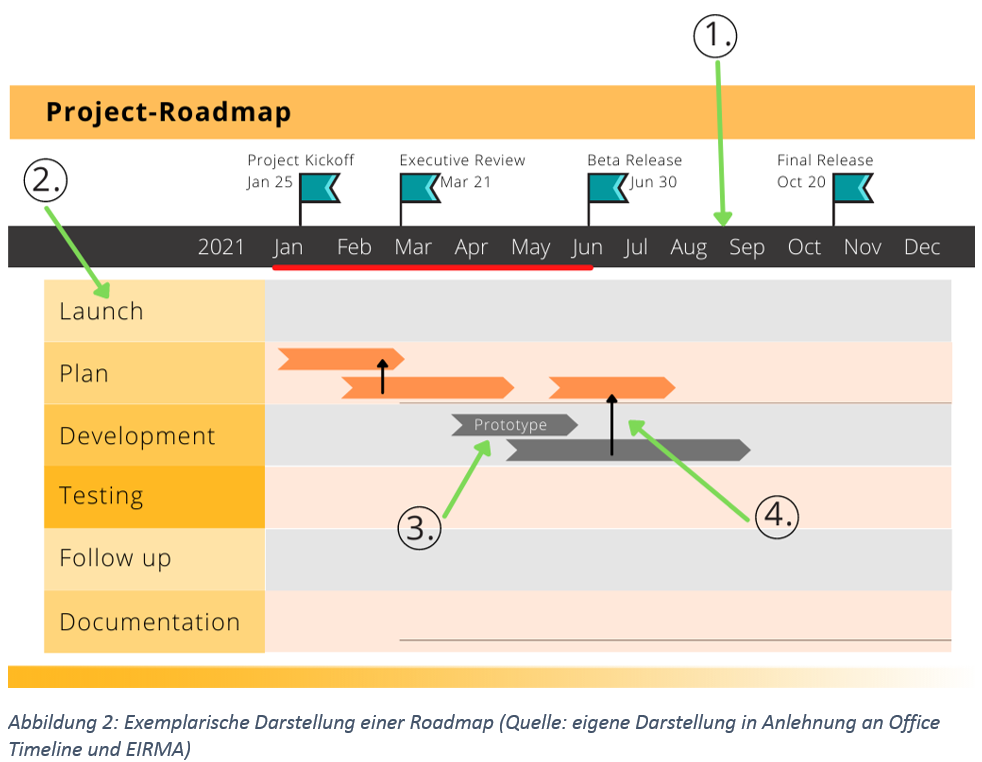 1.
Project-Roadmap
2.
Project Kickoff
Jan 25
Executive Review
Mar 21
Beta Release
Jun 30
Final Release
Oct 20
2021 Jan Feb Mar Apr May Jun Jul Aug Sep Oct Nov Dec
Launch
Plan
Development
Prototype
Testing
3.
4.
Follow up
Documentation
Abbildung 2: Exemplarische Darstellung einer Roadmap (Quelle: eigene Darstellung in Anlehnung an Office
Timeline und EIRMA)